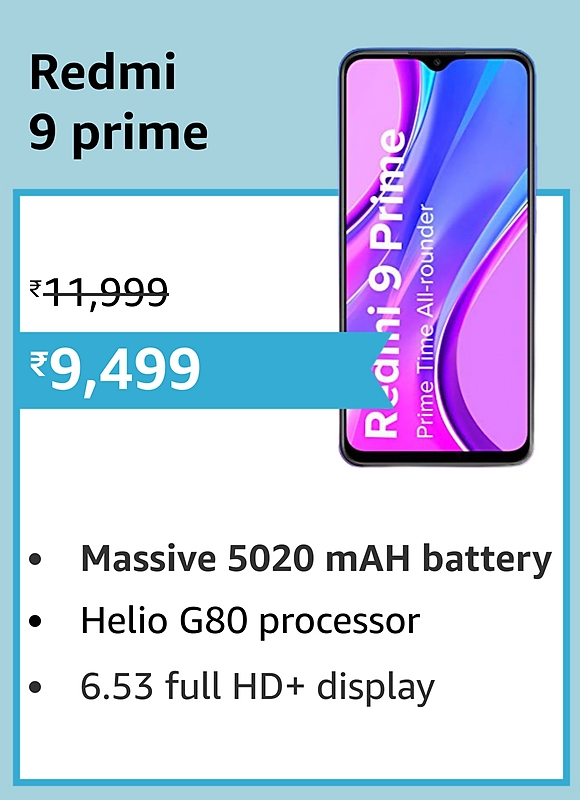 Redmi
9 prime
₹11,999
₹9,499
Redmi 9 Prime
Prime Time All-rounder
• Massive 5020 mAH battery
• Helio G80 processor
• 6.53 full HD+ display